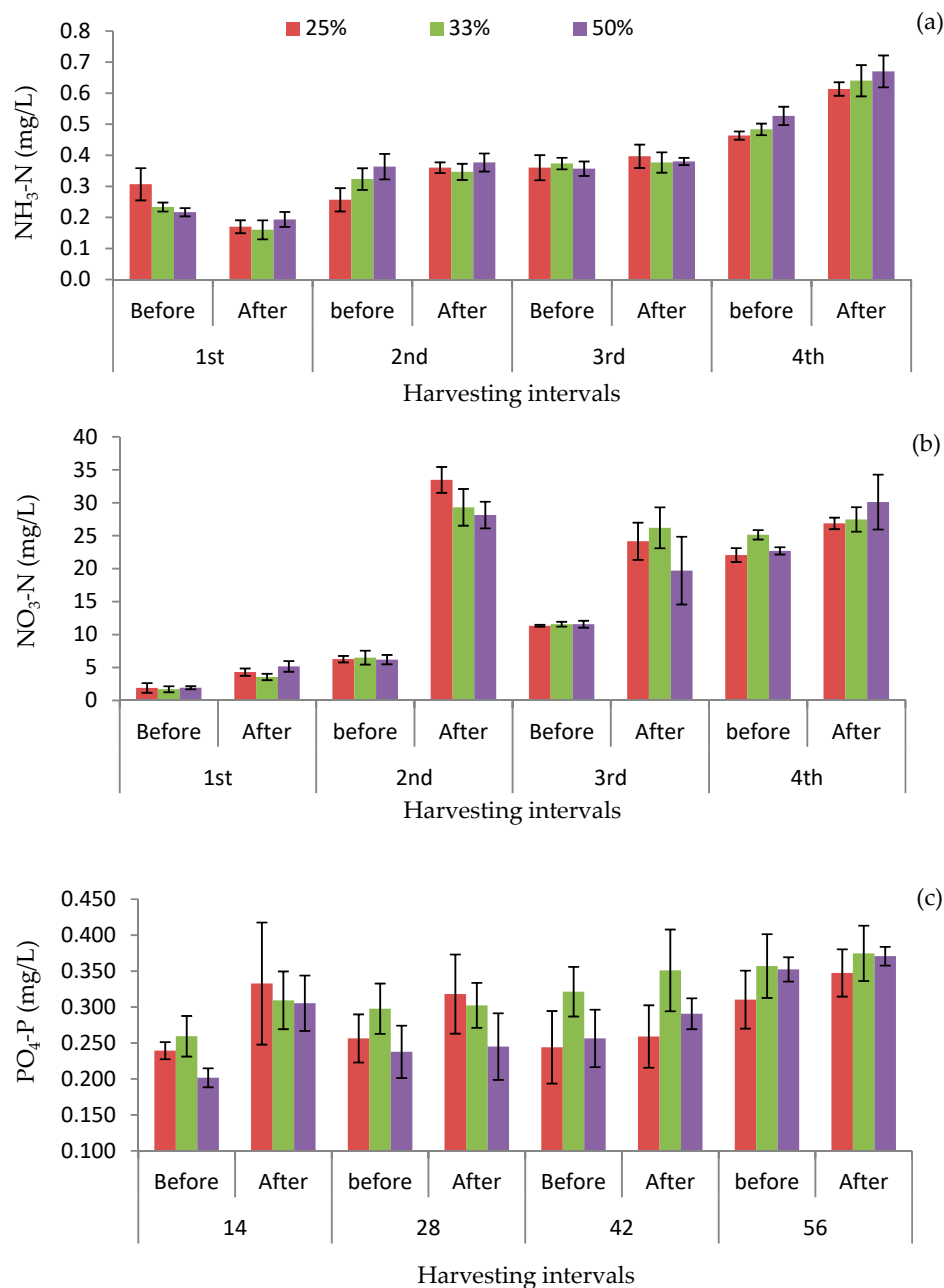 (a)
25% 33% 50%
NH₃-N (mg/L)
0.8
0.7
0.6
0.5
0.4
0.3
0.2
0.1
0.0
Before After before After Before After before After
1st 2nd 3rd 4th
Harvesting intervals
(b)
NO₃-N (mg/L)
40
35
30
25
20
15
10
5
0
Before After before After Before After before After
1st 2nd 3rd 4th
Harvesting intervals
(c)
PO₄-P (mg/L)
0.450
0.400
0.350
0.300
0.250
0.200
0.150
0.100
Before After before After Before After before After
14 28 42 56
Harvesting intervals